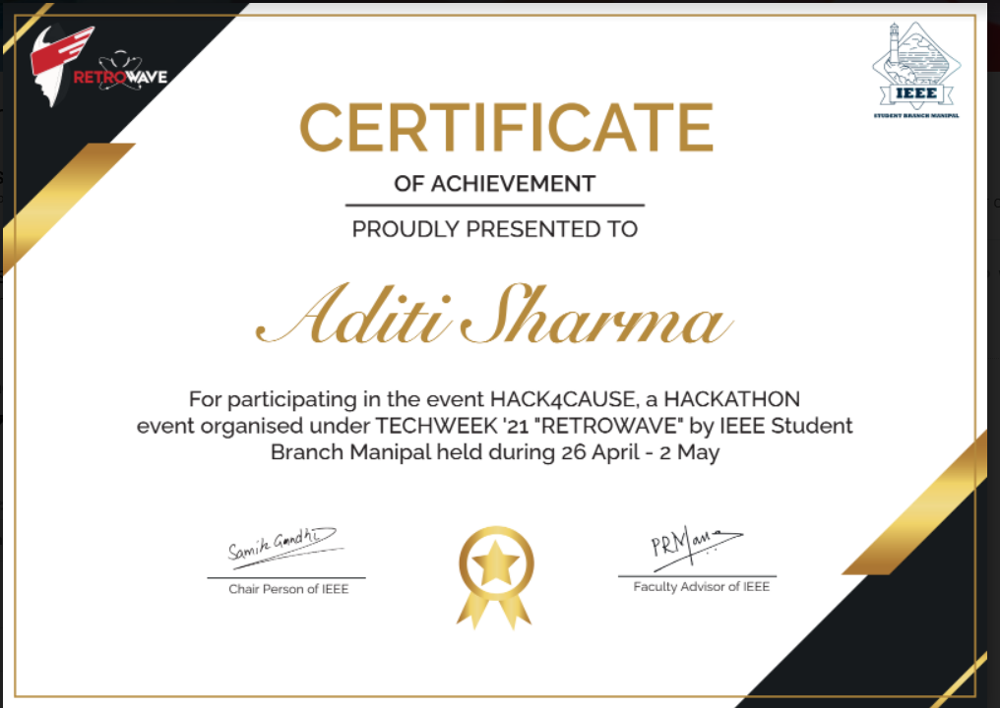 RETROWAVE
IEEE
STUDENT BRANCH MANIPAL
CERTIFICATE
OF ACHIEVEMENT
PROUDLY PRESENTED TO
Aditi Sharma
For participating in the event HACK4CAUSE, a HACKATHON
event organised under TECHWEEK '21 "RETROWAVE" by IEEE Student
Branch Manipal held during 26 April - 2 May
Samik Gandhi
Chair Person of IEEE
Faculty Advisor of IEEE